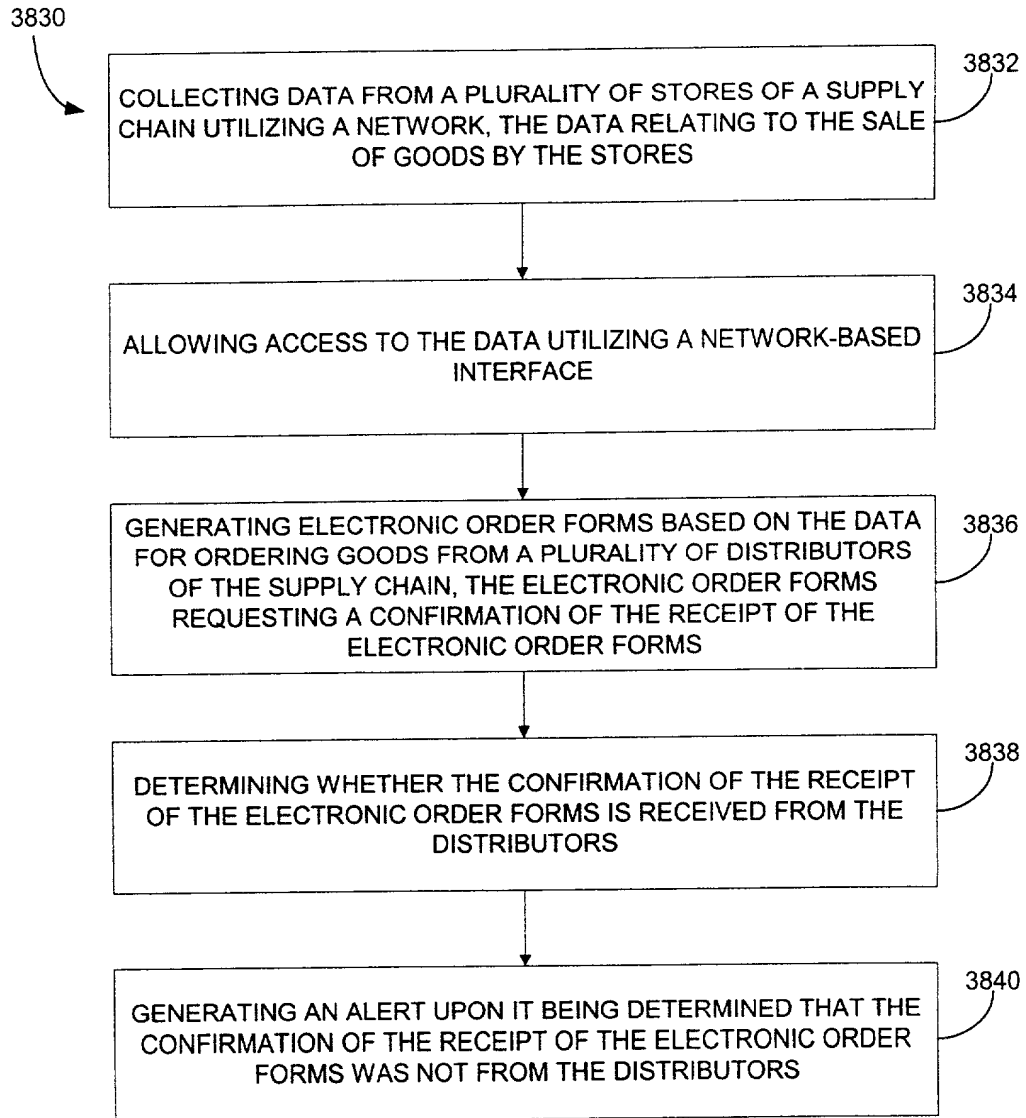 3830
3832
COLLECTING DATA FROM A PLURALITY OF STORES OF A SUPPLY
CHAIN UTILIZING A NETWORK, THE DATA RELATING TO THE SALE
OF GOODS BY THE STORES
3834
ALLOWING ACCESS TO THE DATA UTILIZING A NETWORK-BASED
INTERFACE
3836
GENERATING ELECTRONIC ORDER FORMS BASED ON THE DATA
FOR ORDERING GOODS FROM A PLURALITY OF DISTRIBUTORS
OF THE SUPPLY CHAIN, THE ELECTRONIC ORDER FORMS
REQUESTING A CONFIRMATION OF THE RECEIPT OF THE
ELECTRONIC ORDER FORMS
3838
DETERMINING WHETHER THE CONFIRMATION OF THE RECEIPT
OF THE ELECTRONIC ORDER FORMS IS RECEIVED FROM THE
DISTRIBUTORS
3840
GENERATING AN ALERT UPON IT BEING DETERMINED THAT THE
CONFIRMATION OF THE RECEIPT OF THE ELECTRONIC ORDER
FORMS WAS NOT FROM THE DISTRIBUTORS